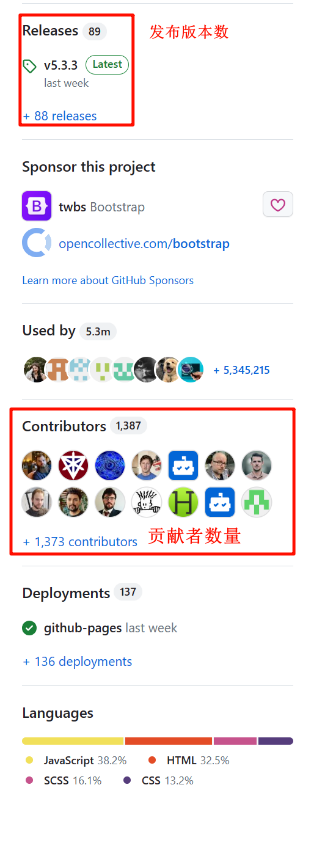 Releases 89
发布版本数
v5.3.3 Latest
last week
+ 88 releases
Sponsor this project
twbs Bootstrap
opencollective.com/bootstrap
Learn more about GitHub Sponsors
Used by 5.3m
+ 5,345,215
Contributors 1,387
+ 1,373 contributors
贡献者数量
Deployments 137
github-pages last week
+ 136 deployments
Languages
JavaScript 38.2% HTML 32.5%
SCSS 16.1% CSS 13.2%